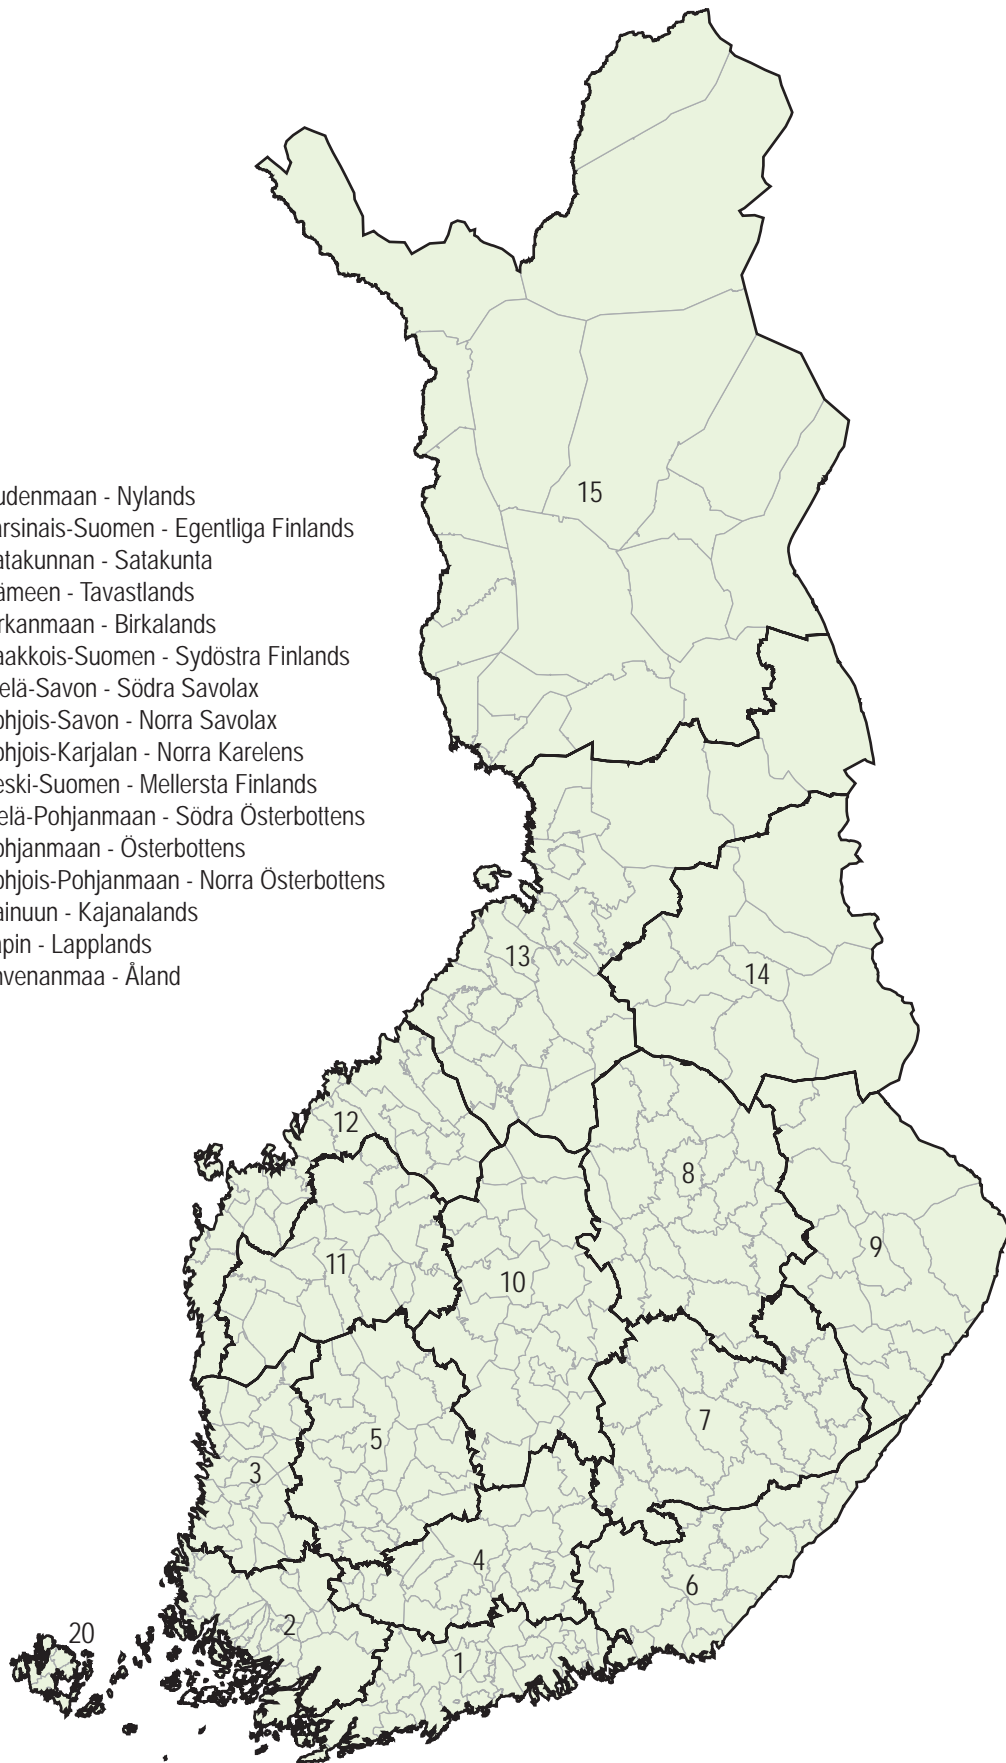 udenmaan - Nylands
arsinais-Suomen - Egentliga Finlands
atakunnan - Satakunta
ämeen - Tavastlands
rkanmaan - Birkalands
aakkois-Suomen - Sydöstra Finlands
elä-Savon - Södra Savolax
ohjois-Savon - Norra Savolax
ohjois-Karjalan - Norra Karelens
eski-Suomen - Mellersta Finlands
elä-Pohjanmaan - Södra Österbottens
ohjanmaan - Österbottens
ohjois-Pohjanmaan - Norra Österbottens
ainuun - Kajanalands
apin - Lapplands
hvenanmaa - Åland
15
13
14
12
8
9
11
10
7
5
3
4
6
2
20
1